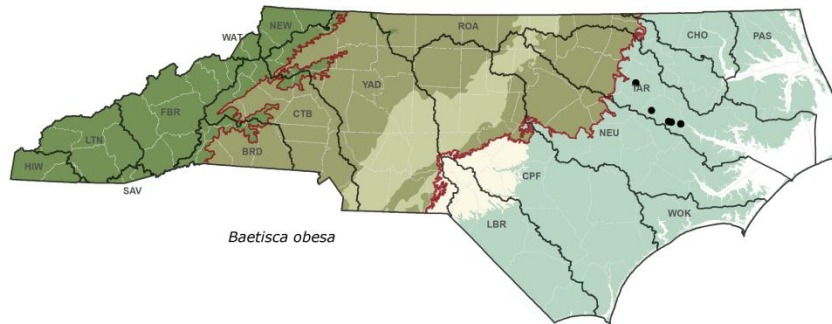 NEW
WAT
ROA
CHO
PAS
YAD
TAR
FBR
CTB
LTN
NEU
BRD
HIW
CPF
SAV
WOK
LBR
Baetisca obesa